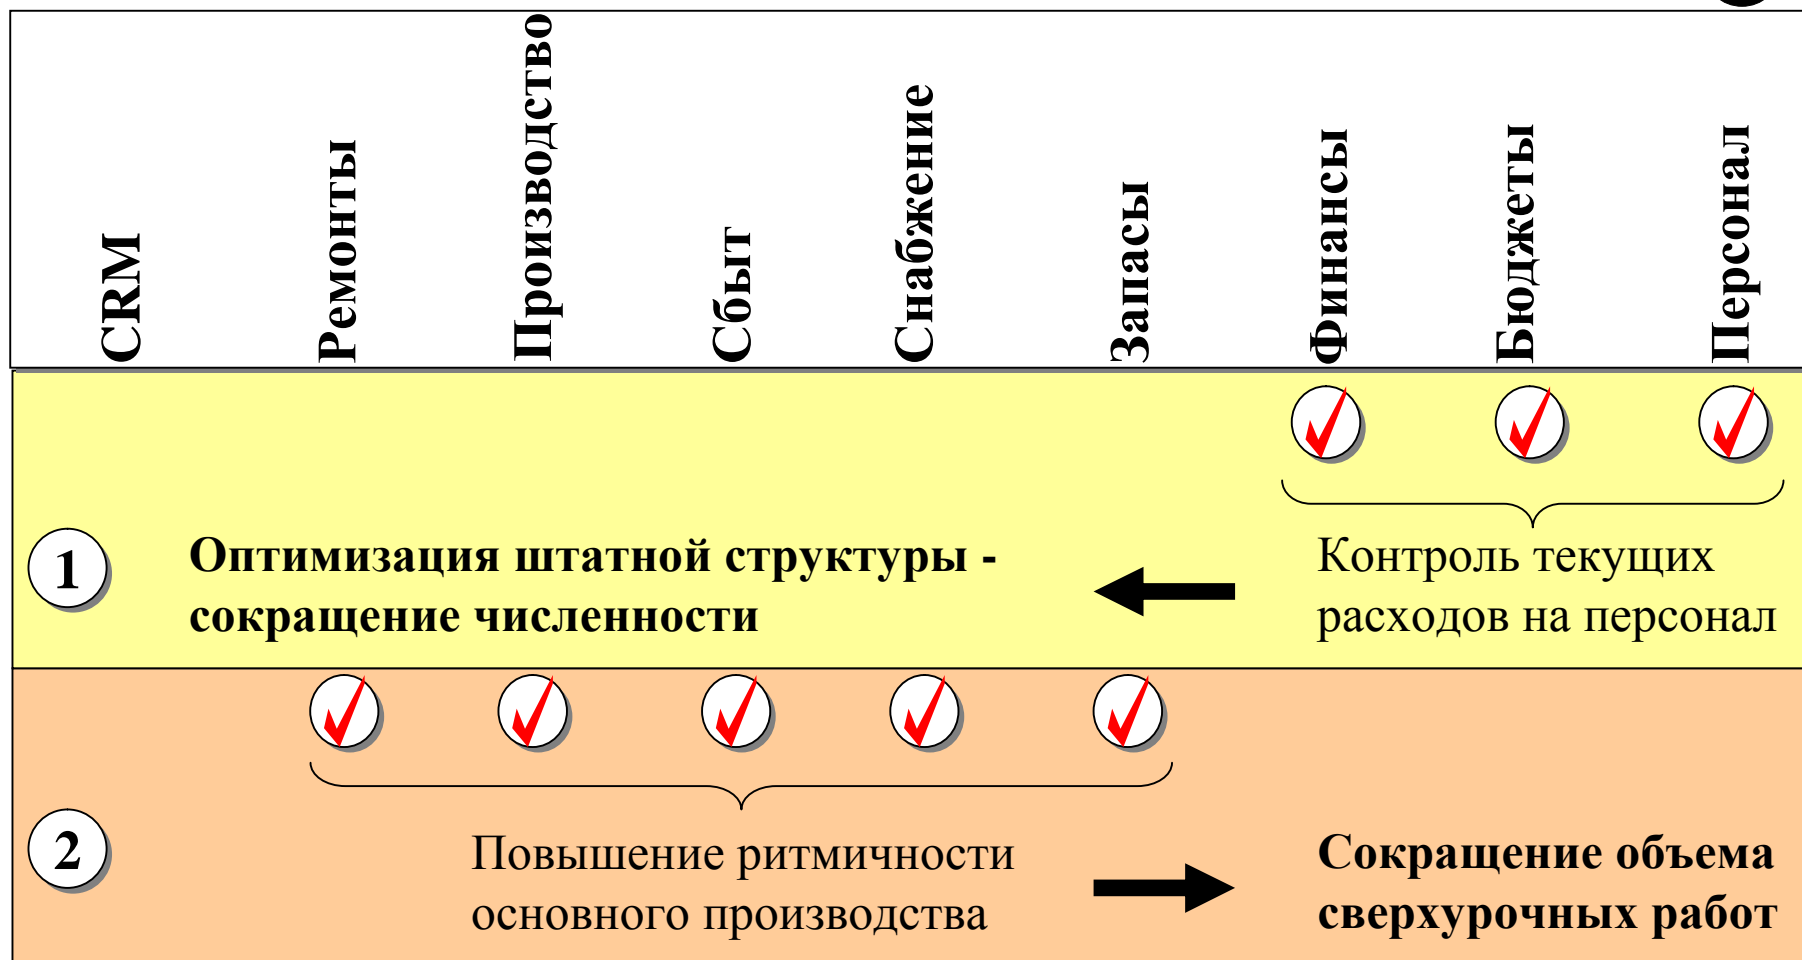 CRM
Ремонты
Производство
Сбыт
Снабжение
Запасы
Финансы
Бюджеты
Персонал
1
Оптимизация штатной структуры -
сокращение численности
Контроль текущих
расходов на персонал
2
Повышение ритмичности
основного производства
Сокращение объема
сверхурочных работ